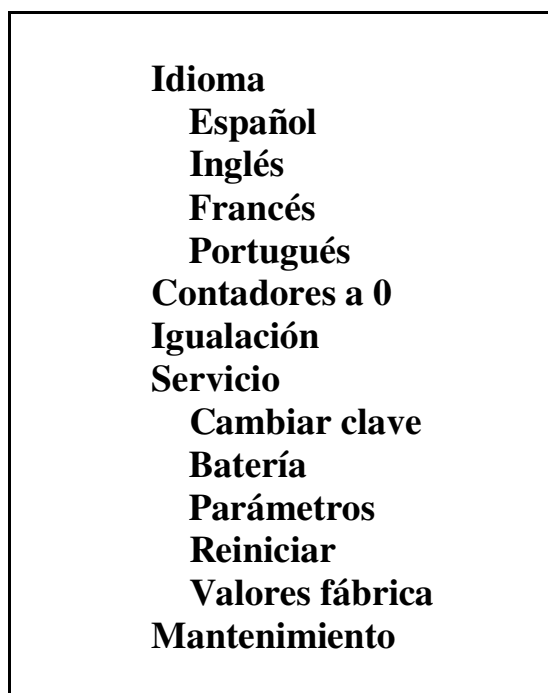 Idioma
Español
Inglés
Francés
Portugués
Contadores a 0
Igualación
Servicio
Cambiar clave
Batería
Parámetros
Reiniciar
Valores fábrica
Mantenimiento